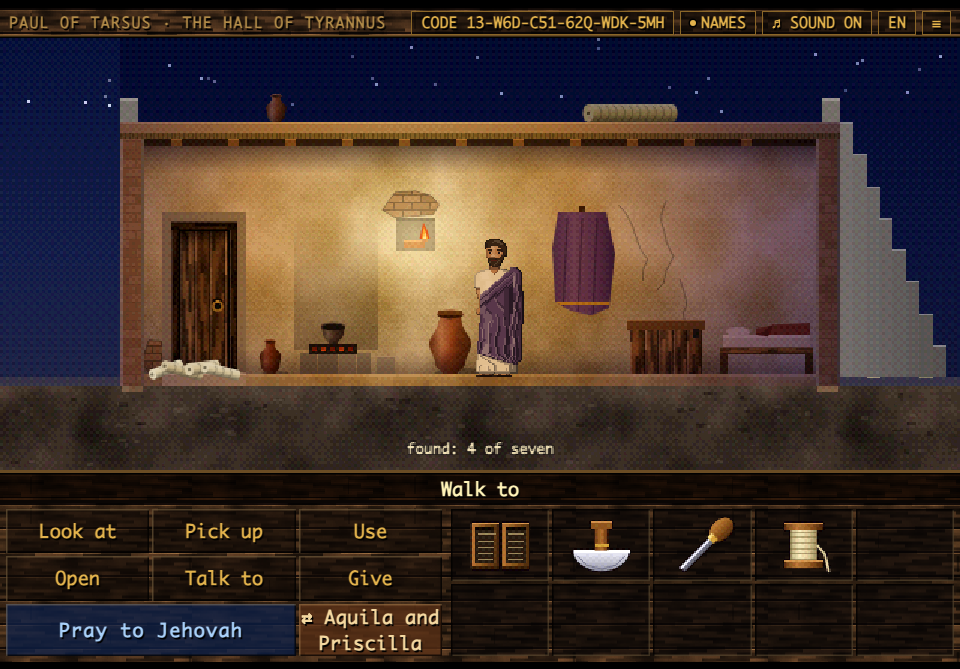 PAUL OF TARSUS · THE HALL OF TYRANNUS
CODE 13-W6D-C51-62Q-WDK-5MH
● NAMES
♬ SOUND ON
EN
≡
found: 4 of seven
Walk to
Look at
Pick up
Use
Open
Talk to
Give
Pray to Jehovah
⇄ Aquila and
Priscilla